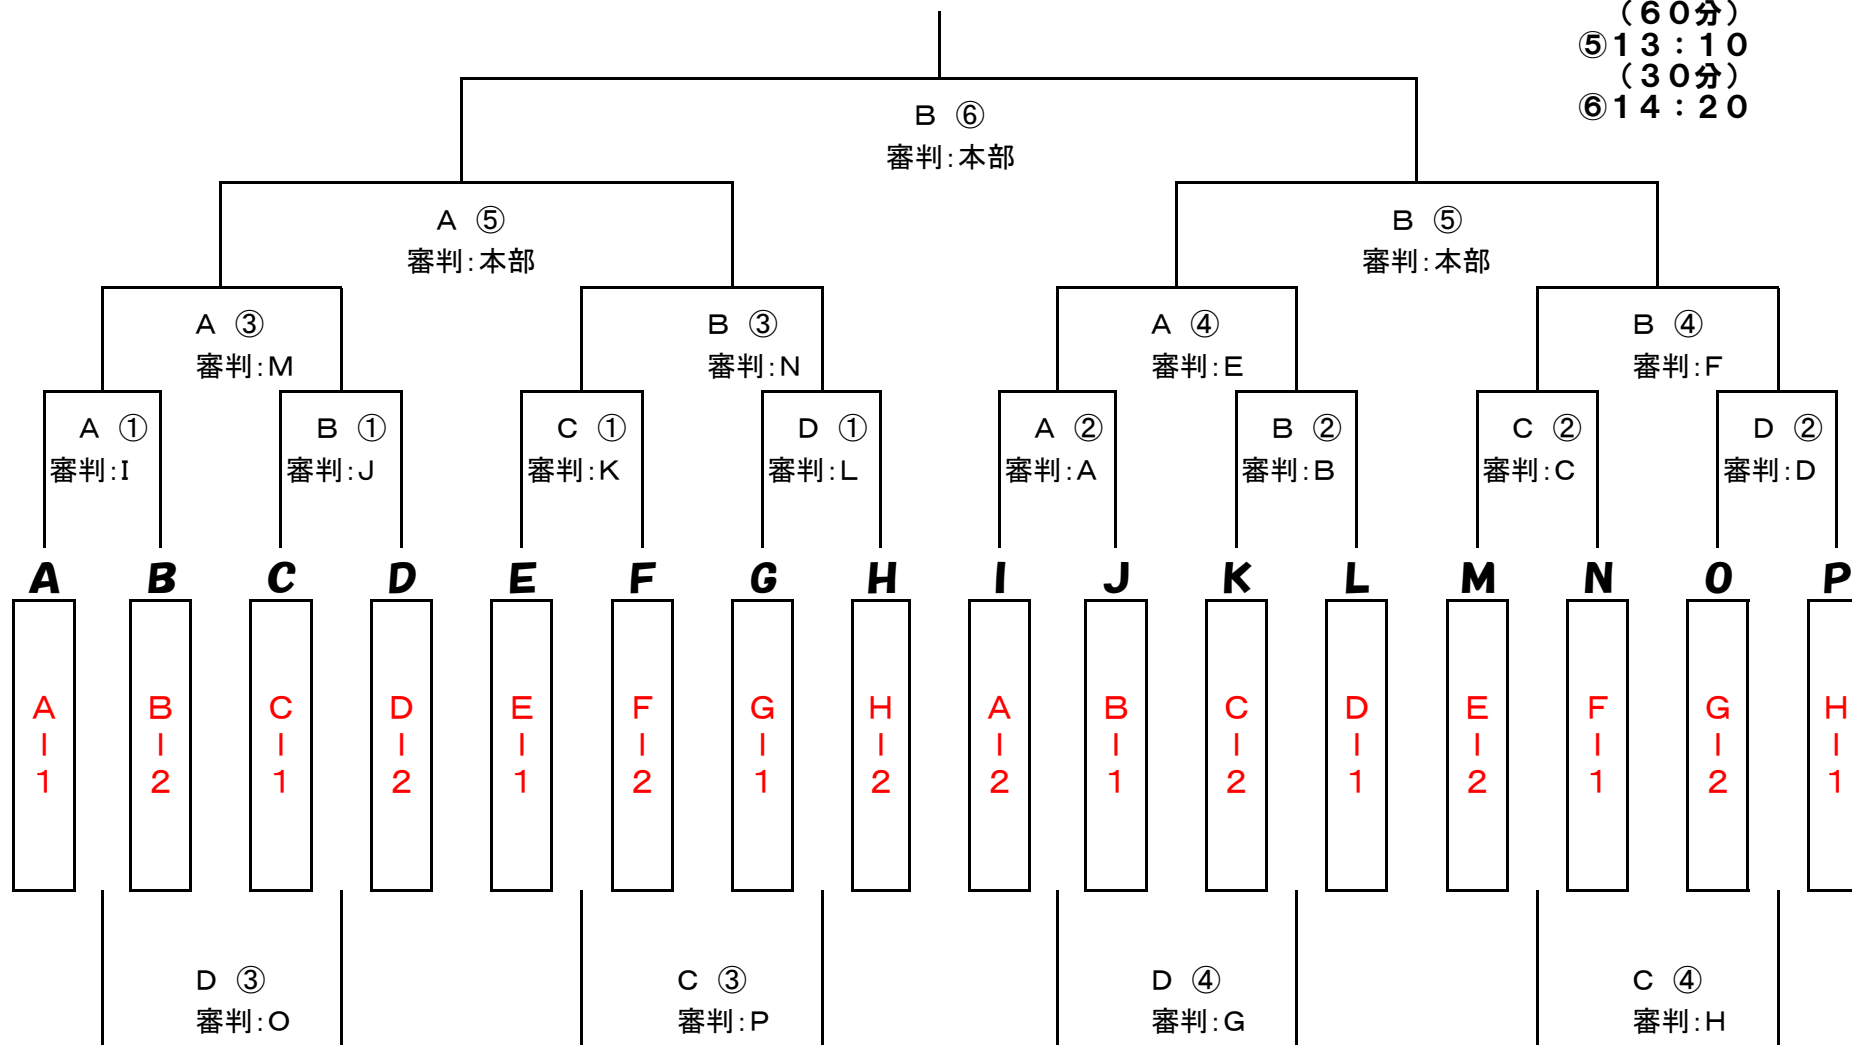 （６０分）
⑤１３：１０
（３０分）
⑥１４：２０
Ｂ ⑥
審判：本部
Ａ ⑤
審判：本部
Ｂ ⑤
審判：本部
Ａ ③
審判：Ｍ
Ｂ ③
審判：Ｎ
Ａ ④
審判：Ｅ
Ｂ ④
審判：Ｆ
Ａ ①
審判：Ｉ
Ｂ ①
審判：Ｊ
Ｃ ①
審判：Ｋ
Ｄ ①
審判：Ｌ
Ａ ②
審判：Ａ
Ｂ ②
審判：Ｂ
Ｃ ②
審判：Ｃ
Ｄ ②
審判：Ｄ
A B C D E F G H I J K L M N O P
Ａ－１
Ｂ－２
Ｃ－１
Ｄ－２
Ｅ－１
Ｆ－２
Ｇ－１
Ｈ－２
Ａ－２
Ｂ－１
Ｃ－２
Ｄ－１
Ｅ－２
Ｆ－１
Ｇ－２
Ｈ－１
Ｄ ③
審判：Ｏ
Ｃ ③
審判：Ｐ
Ｄ ④
審判：Ｇ
Ｃ ④
審判：Ｈ